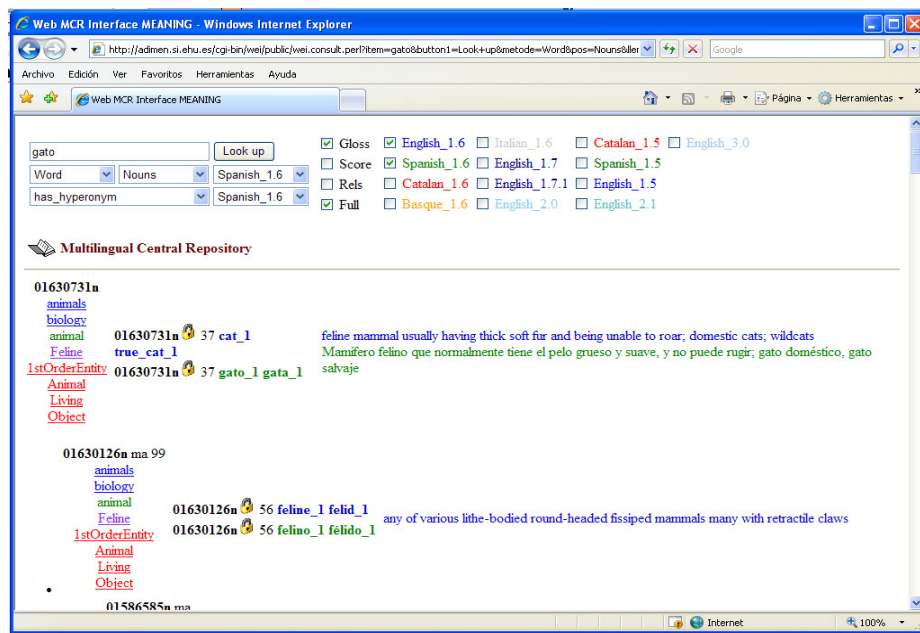 Web MCR Interface MEANING - Windows Internet Explorer
http://adimen.si.ehu.es/cgi-bin/wei/public/wei.consult.perl?item=gato&button1=Look+up&metode=Word&pos=Nouns&ller
Google
Archivo Edición Ver Favoritos Herramientas Ayuda
Web MCR Interface MEANING
Página Herramientas
gato Look up
Word Nouns Spanish_1.6
has_hyperonym Spanish_1.6
Gloss English_1.6 Italian_1.6 Catalan_1.5 English_3.0
Score Spanish_1.6 English_1.7 Spanish_1.5
Rels Catalan_1.6 English_1.7.1 English_1.5
Full Basque_1.6 English_2.0 English_2.1
Multilingual Central Repository
01630731n
animals
biology
animal
Feline
1stOrderEntity
Animal
Living
Object
01630731n 37 cat_1
true_cat_1
01630731n 37 gato_1 gata_1
feline mammal usually having thick soft fur and being unable to roar; domestic cats; wildcats
Mamífero felino que normalmente tiene el pelo grueso y suave, y no puede rugir; gato doméstico, gato
salvaje
01630126n ma 99
animals
biology
animal
Feline
1stOrderEntity
Animal
Living
Object
01630126n 56 feline_1 felid_1
01630126n 56 felino_1 félido_1
any of various lithe-bodied round-headed fissiped mammals many with retractile claws
01586585n ma
Internet 100%